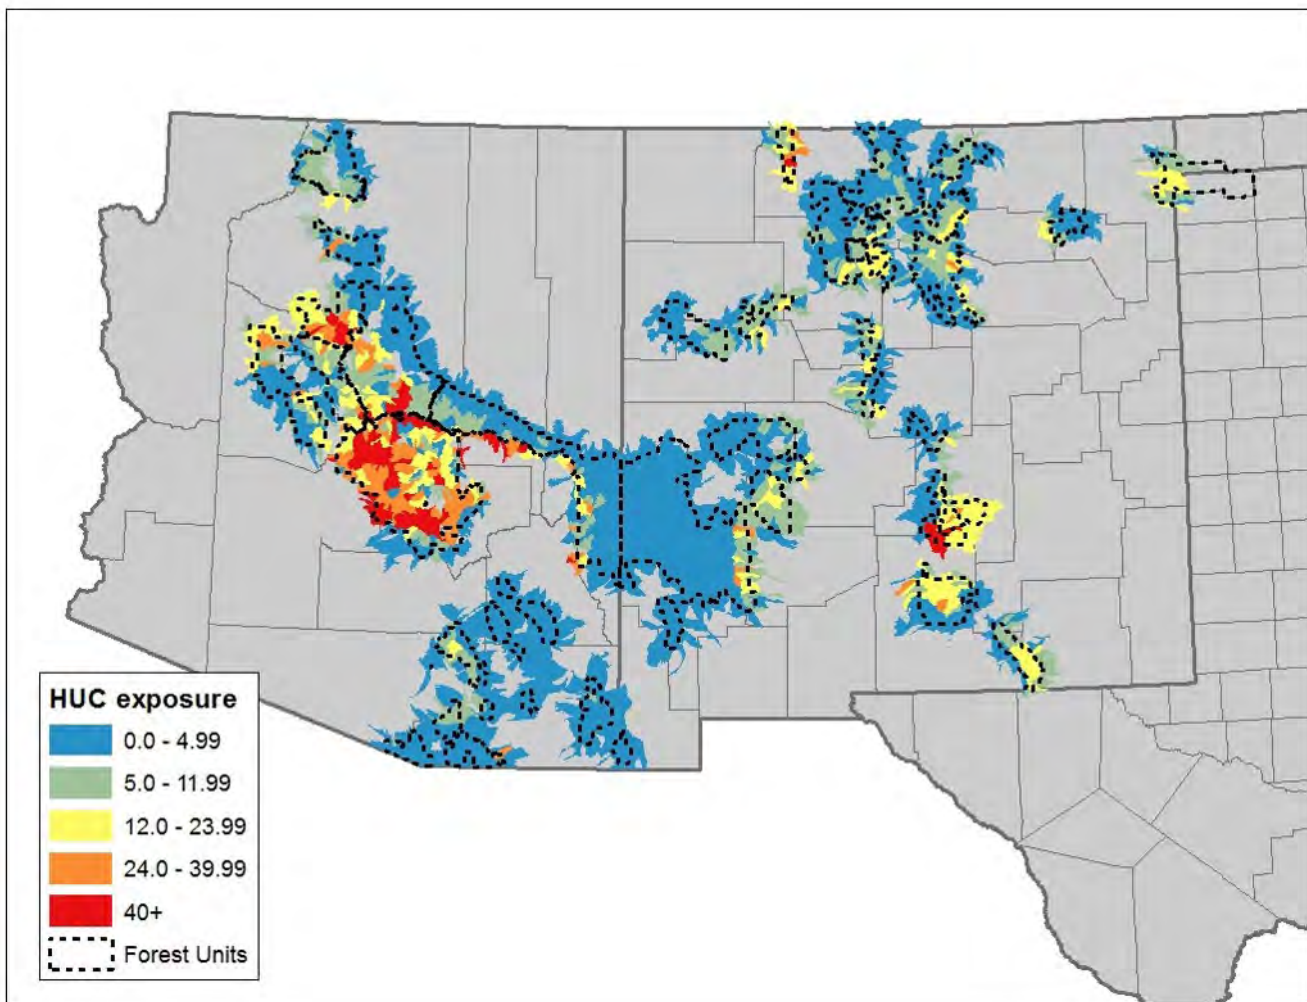 HUC exposure
0.0 - 4.99
5.0 - 11.99
12.0 - 23.99
24.0 - 39.99
40+
Forest Units